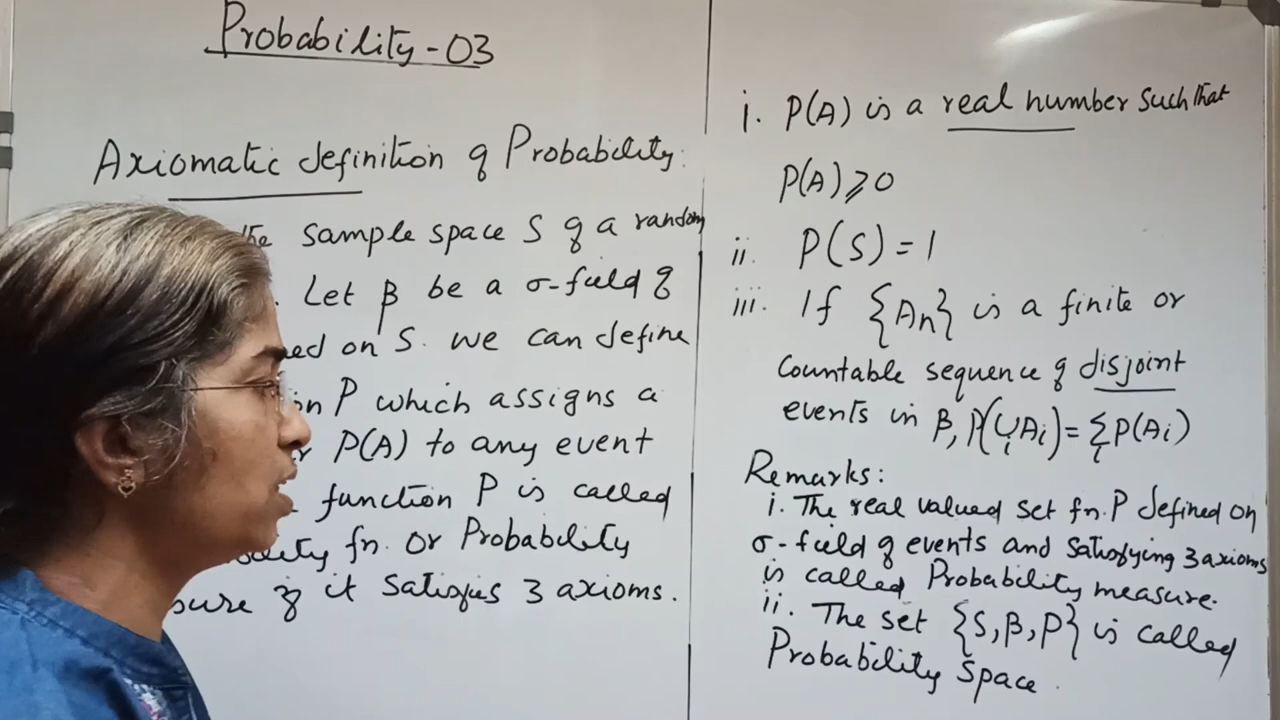 Probability-03
Axiomatic definition of Probability:
the sample space S of a random
. Let β be a σ-field of
ed on S. we can define
n P which assigns a
r P(A) to any event
function P is called
ity fn. Or Probability
sure if it Satisfies 3 axioms.
i. P(A) is a real number Such that
P(A)⩾0
ii. P(S)=1
iii. If {An} is a finite or
Countable sequence of disjoint
events in β, P(∪Ai)=ΣP(Ai)
i i
Remarks:
i. The real valued set fn. P defined on
σ-field of events and Satisfying 3 axioms
is called Probability measure.
ii. The set {S, β, P} is called
Probability Space.